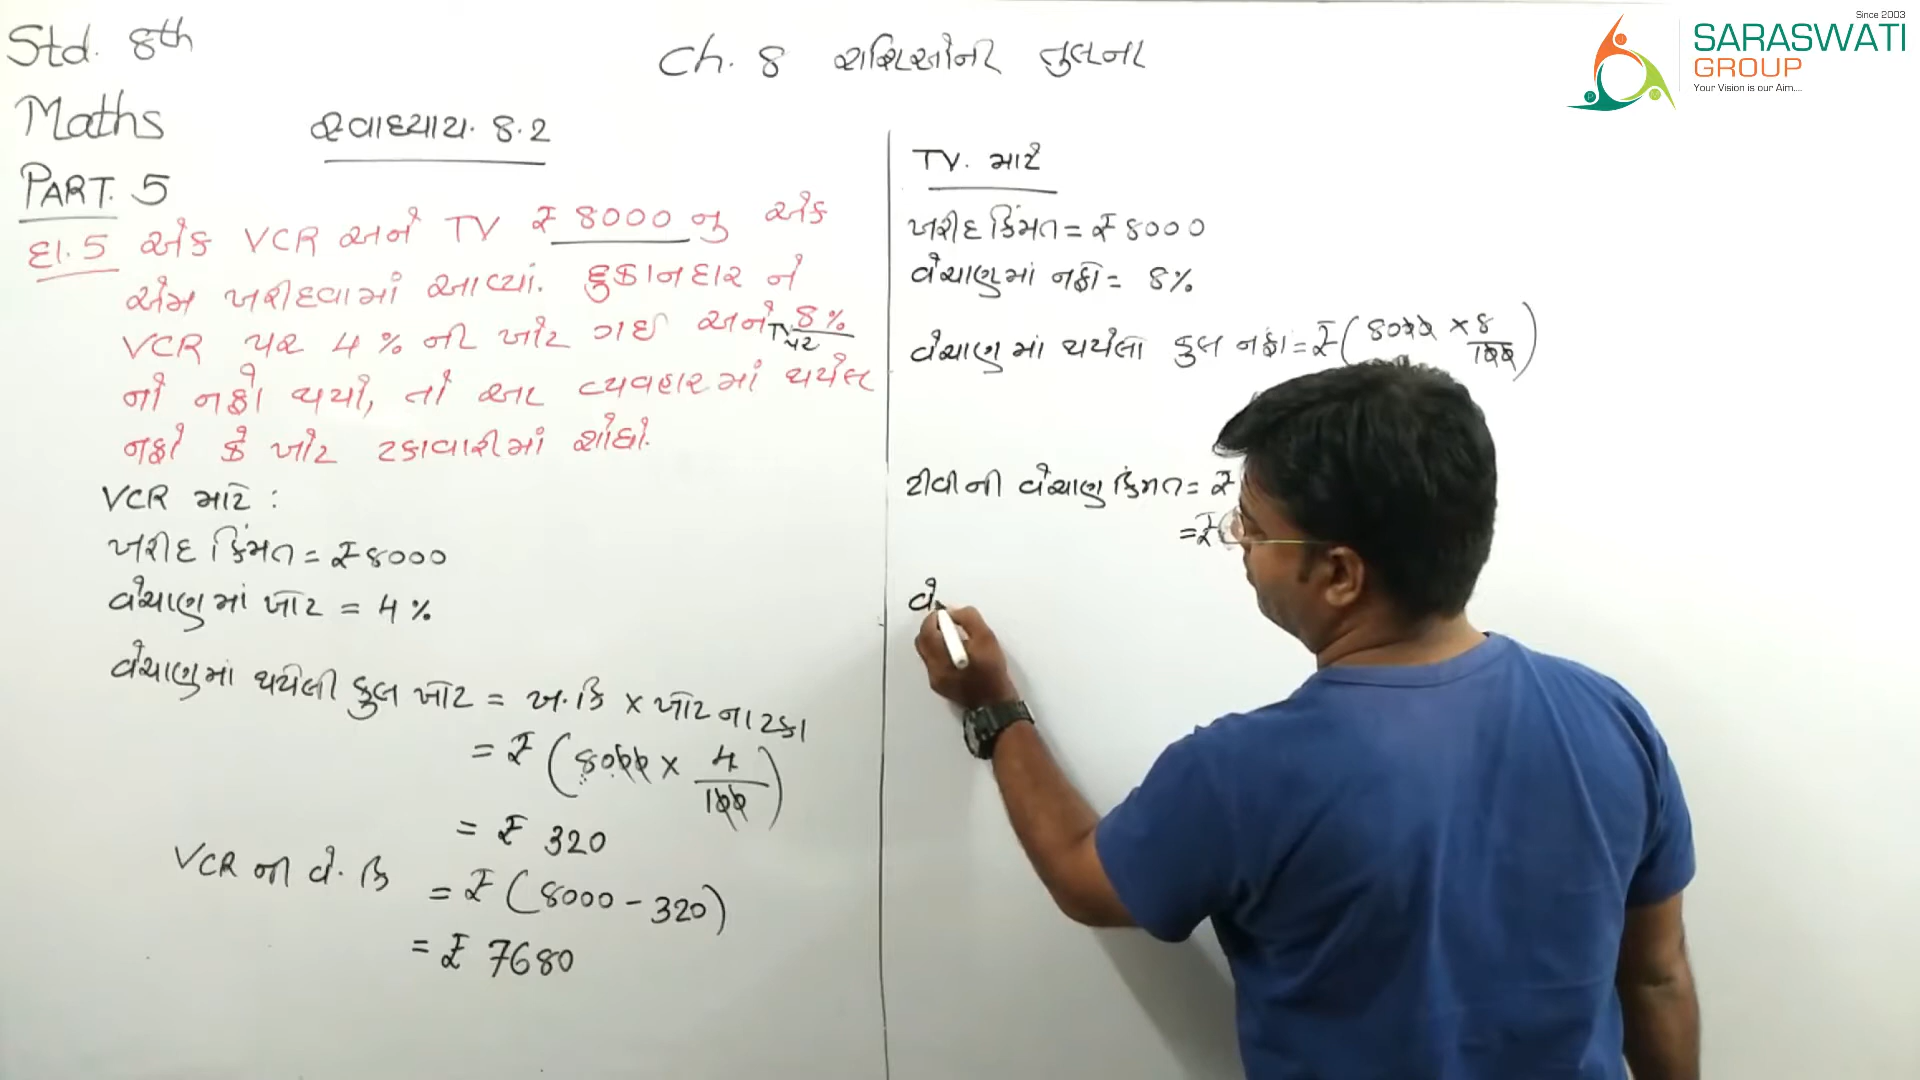 Std. 8th
Maths
PART. 5
Ch. 8 રાશિઓની તુલના
સ્વાધ્યાય. 8.2
દા.5 એક VCR અને TV ₹ 8000 નુ એક
એમ ખરીદવામાં આવ્યાં. દુકાનદાર ને
VCR પર 4% ની ખોટ ગઈ અને TV પર 8%
નો નફો થયો, તો આ વ્યવહારમાં થયેલ
નફો કે ખોટ ટકાવારીમાં શોધો.
VCR માટે :
ખરીદ કિંમત = ₹ 8000
વેચાણમાં ખોટ = 4%
વેચાણમાં થયેલી કુલ ખોટ = ખ.કિ × ખોટ ના ટકા
= ₹ (8000 × 4/100)
= ₹ 320
VCR ની વે. કિ = ₹ (8000 - 320)
= ₹ 7680
TV. માટે
ખરીદ કિંમત = ₹ 8000
વેચાણમાં નફો = 8%
વેચાણમાં થયેલો કુલ નફો = ₹ (8000 × 8/100)
ટીવીની વેચાણ કિંમત = ₹
= ₹
વે
SARASWATI
GROUP
Your Vision is our Aim....
Since 2003